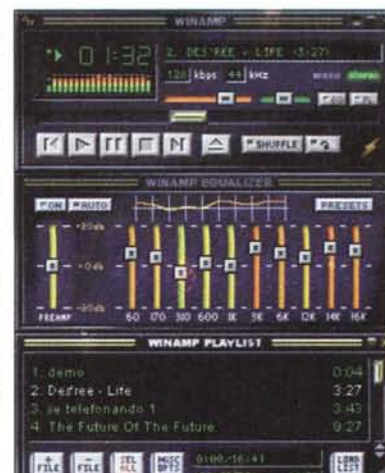 WINAMP
01:32
2. DES'REE - LIFE (3:27)
128 kbps 44 kHz
stereo
SHUFFLE
WINAMP EQUALIZER
ON AUTO PRESETS
+20db
+0db
-20db
PREAMP 60 170 310 600 1K 3K 6K 12K 14K 16K
WINAMP PLAYLIST
1. demo 0:04
2. Des'ree - Life 3:27
3. se telefonando 1 3:43
4. The Future Of The Future 9:27
+ FILE - FILE SEL ALL MISC OPTS 0:00/16:41 LOAD LIST